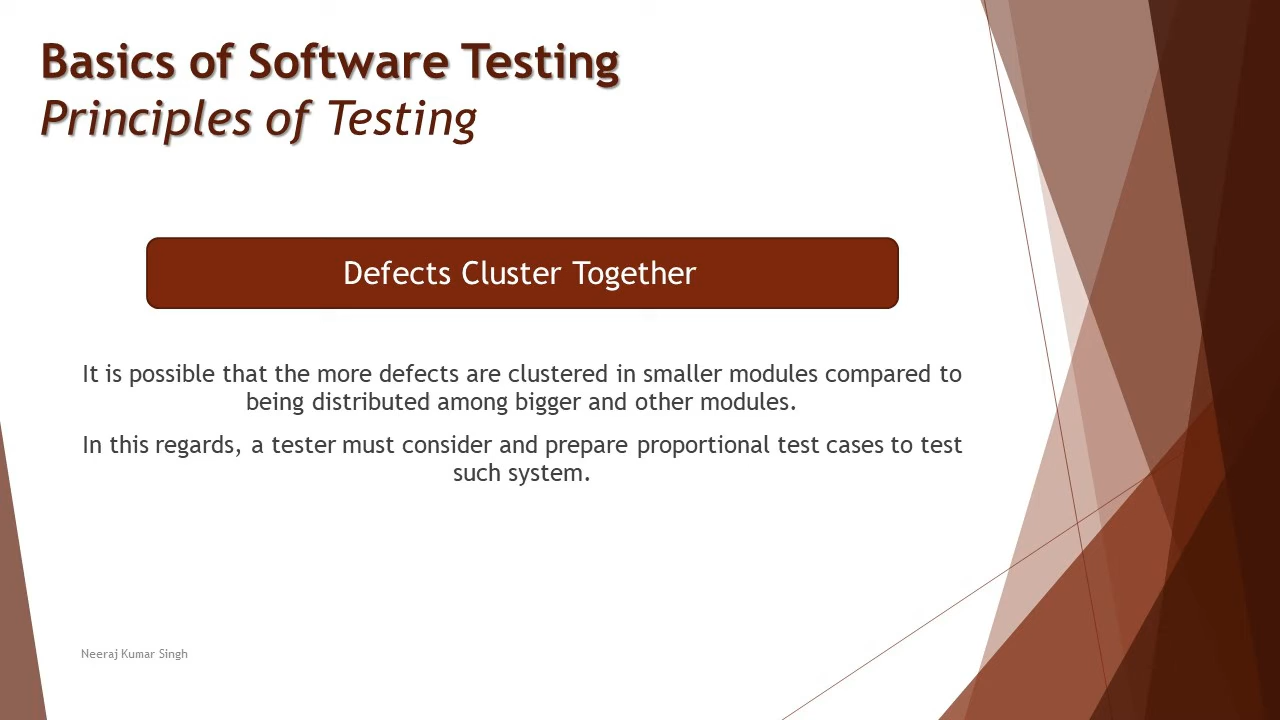 Basics of Software Testing
Principles of Testing
Defects Cluster Together
It is possible that the more defects are clustered in smaller modules compared to
being distributed among bigger and other modules.
In this regards, a tester must consider and prepare proportional test cases to test
such system.
Neeraj Kumar Singh